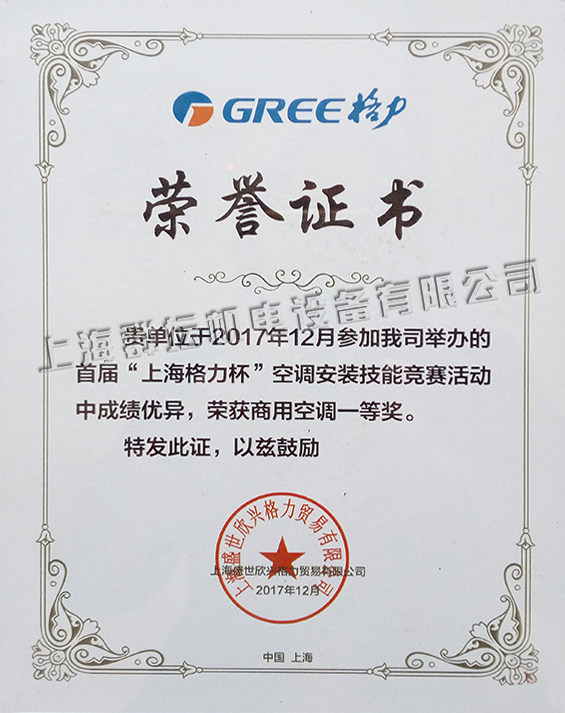 GREE格力
荣誉证书
上海群坛机电设备有限公司
贵单位于2017年12月参加我司举办的
首届“上海格力杯”空调安装技能竞赛活动
中成绩优异，荣获商用空调一等奖。
特发此证，以兹鼓励
上海盛世欣兴格力贸易有限公司
上海盛世欣兴格力贸易有限公司
2017年12月
中国 上海